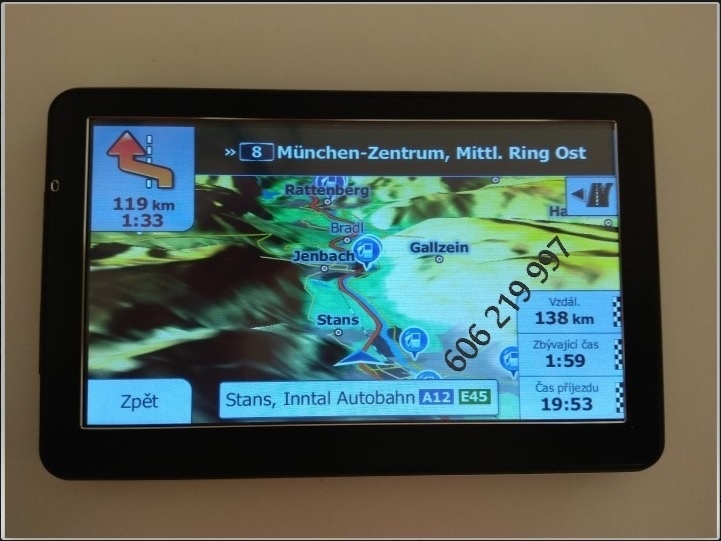 » 8 München-Zentrum, Mittl. Ring Ost
119 km
1:33
Rattenberg
Bradl
Jenbach
Gallzein
Stans
606 219 997
Vzdál.
138 km
Zbývající čas
1:59
Čas příjezdu
19:53
Zpět
Stans, Inntal Autobahn A12 E45